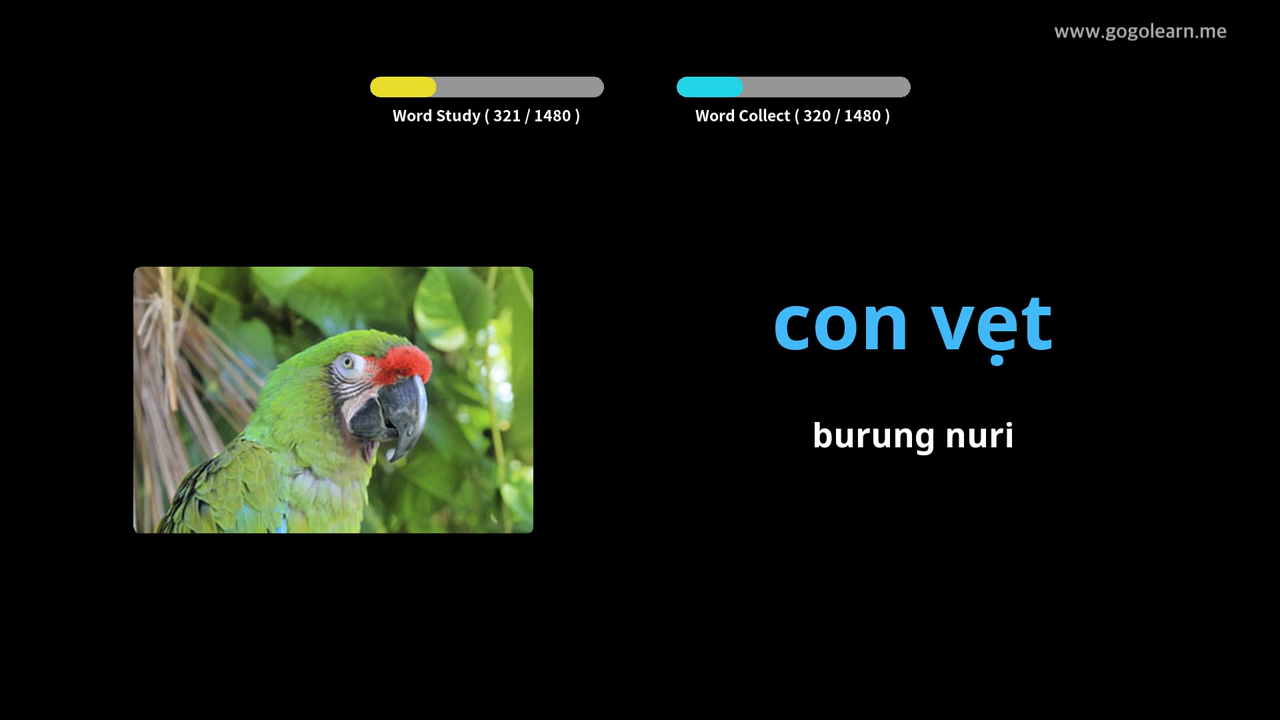 www.gogolearn.me
Word Study ( 321 / 1480 )
Word Collect ( 320 / 1480 )
con vẹt
burung nuri